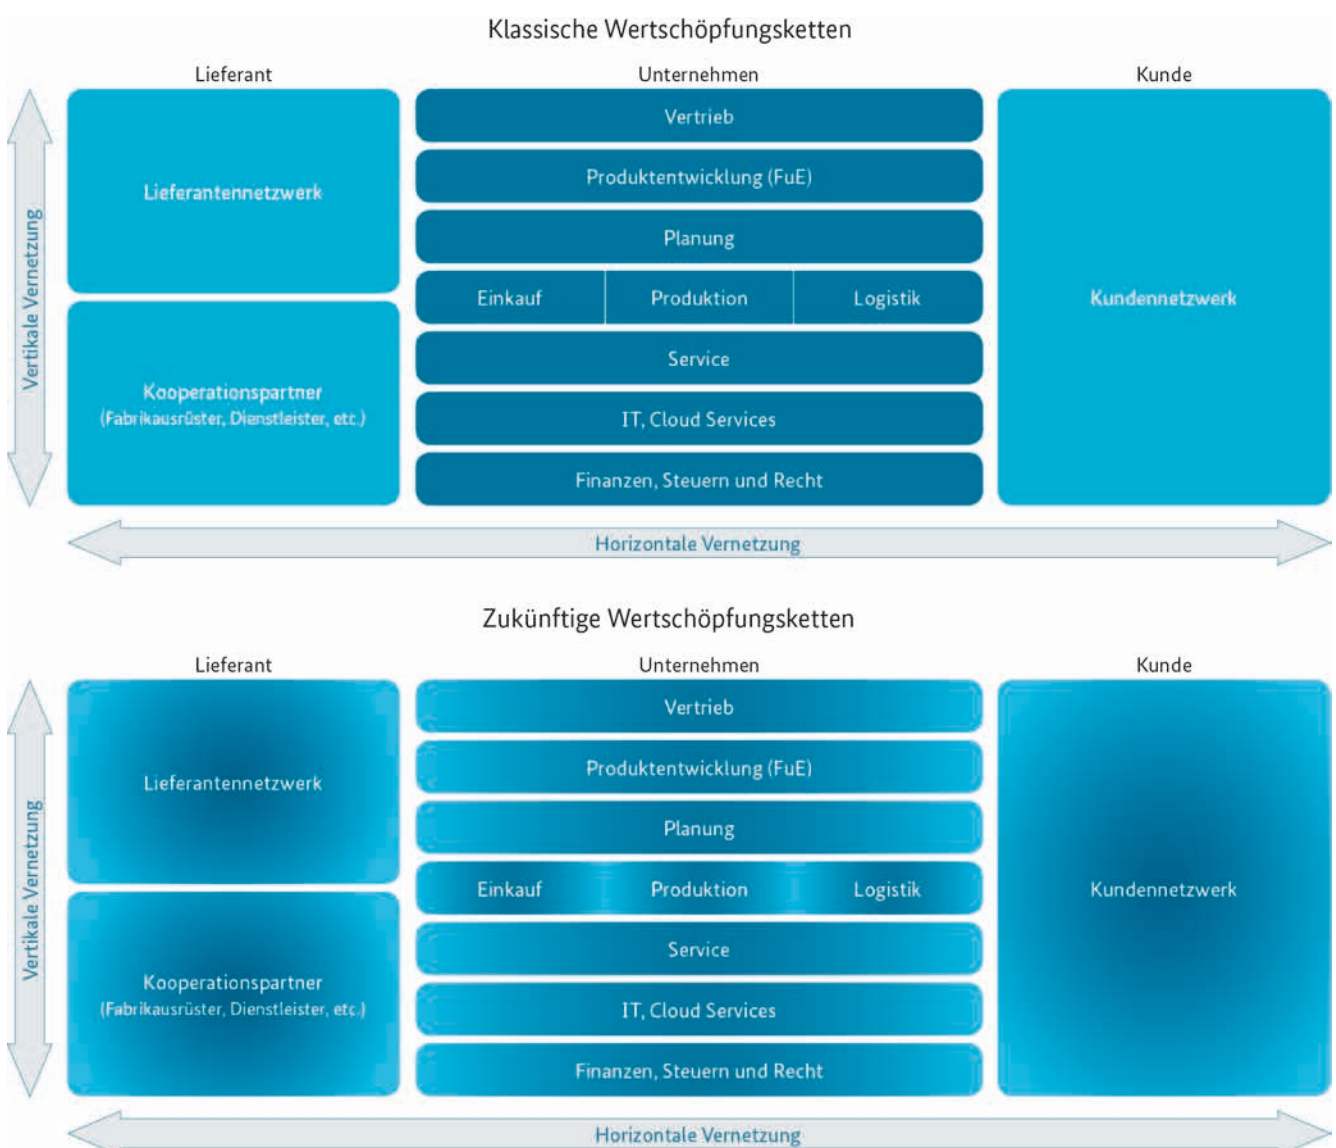 Klassische Wertschöpfungsketten
Lieferant
Unternehmen
Kunde
Vertikale Vernetzung
Lieferantennetzwerk
Kooperationspartner
(Fabrikausrüster, Dienstleister, etc.)
Vertrieb
Produktentwicklung (FuE)
Planung
Einkauf
Produktion
Logistik
Service
IT, Cloud Services
Finanzen, Steuern und Recht
Kundennetzwerk
Horizontale Vernetzung
Zukünftige Wertschöpfungsketten
Lieferant
Unternehmen
Kunde
Vertikale Vernetzung
Lieferantennetzwerk
Kooperationspartner
(Fabrikausrüster, Dienstleister, etc.)
Vertrieb
Produktentwicklung (FuE)
Planung
Einkauf
Produktion
Logistik
Service
IT, Cloud Services
Finanzen, Steuern und Recht
Kundennetzwerk
Horizontale Vernetzung